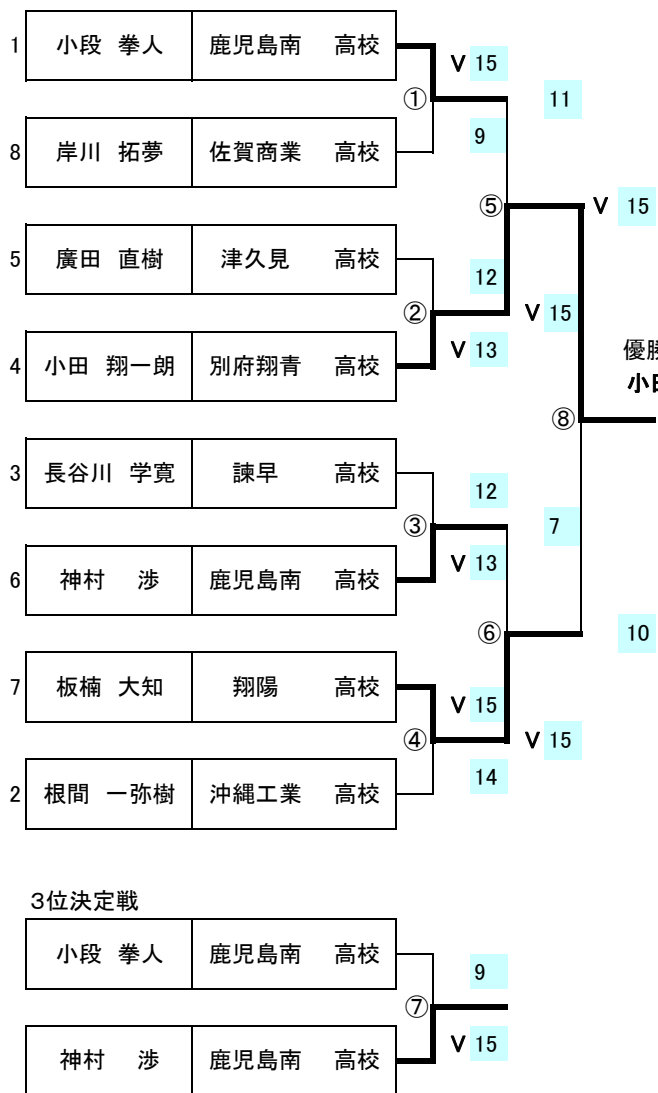 1 小段 拳人 鹿児島南 高校
V 15
① 11
9
8 岸川 拓夢 佐賀商業 高校
⑤ V 15
5 廣田 直樹 津久見 高校
12
② V 15
V 13
4 小田 翔一朗 別府翔青 高校
優勝
小田
⑧
3 長谷川 学寛 諫早 高校
12
③ 7
V 13
6 神村 渉 鹿児島南 高校
⑥ 10
7 板楠 大知 翔陽 高校
V 15
④ V 15
14
2 根間 一弥樹 沖縄工業 高校
3位決定戦
小段 拳人 鹿児島南 高校
9
⑦
V 15
神村 渉 鹿児島南 高校